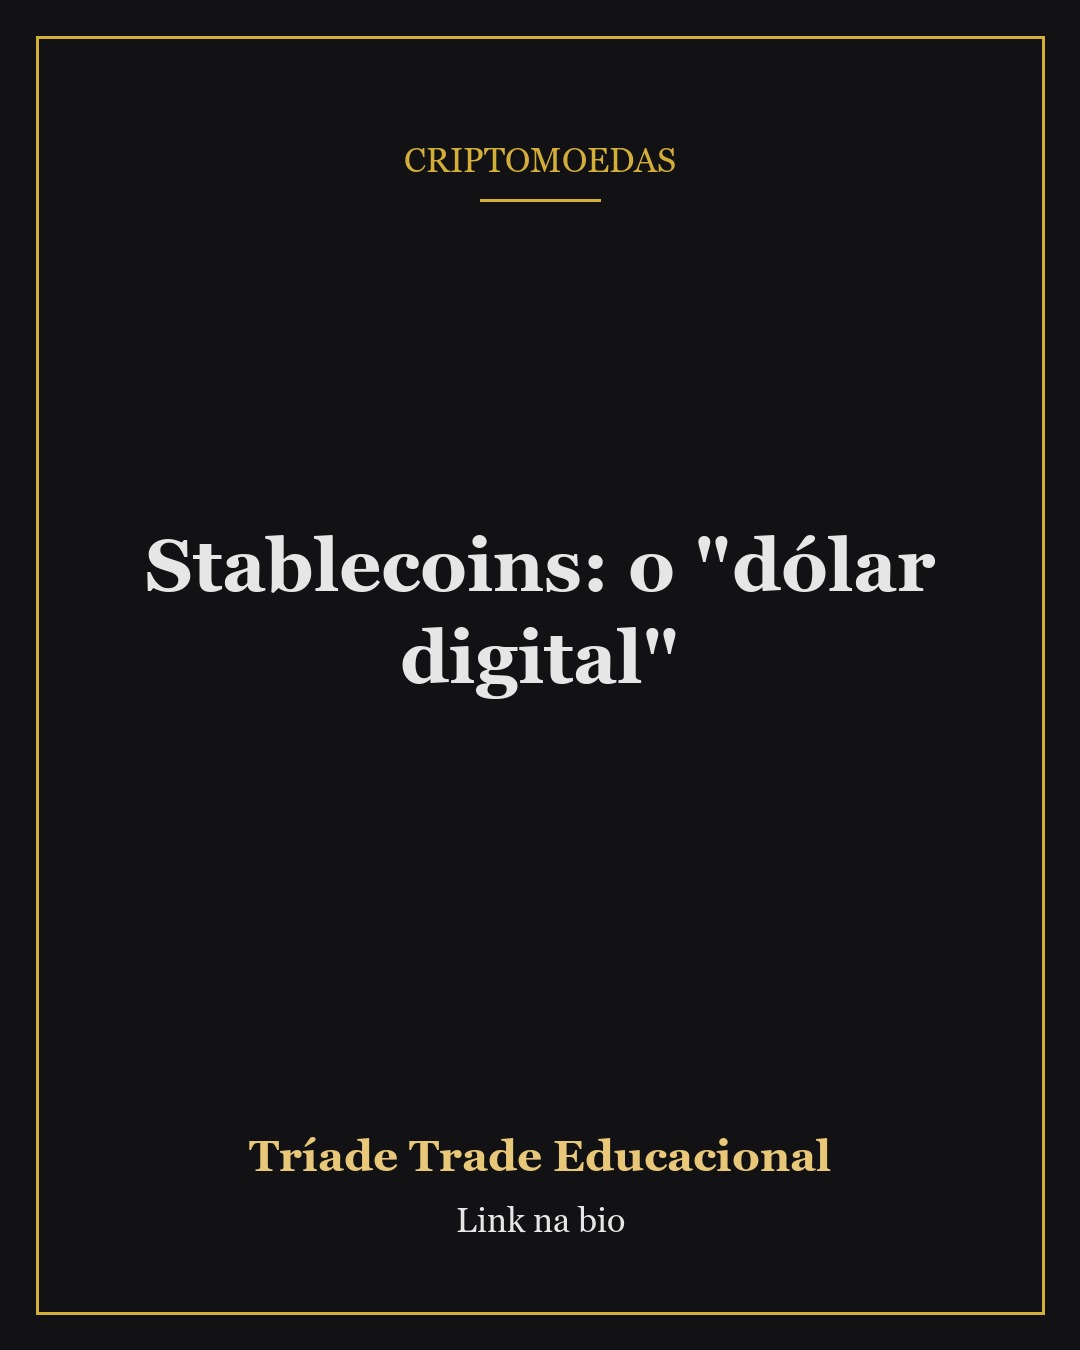 CRIPTOMOEDAS
Stablecoins: o "dólar
digital"
Tríade Trade Educacional
Link na bio